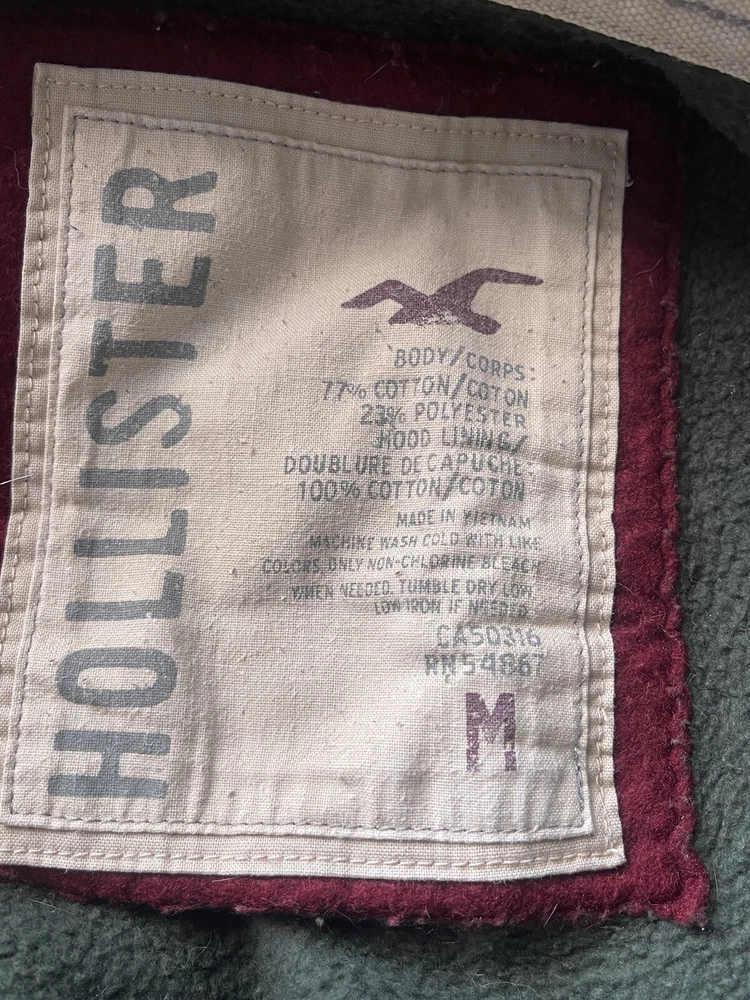 HOLLISTER
BODY/CORPS:
77% COTTON/COTON
23% POLYESTER
HOOD LINING/
DOUBLURE DE CAPUCHE:
100% COTTON/COTON
MADE IN VIETNAM
MACHINE WASH COLD WITH LIKE
COLORS. ONLY NON-CHLORINE BLEACH
WHEN NEEDED. TUMBLE DRY LOW.
LOW IRON IF NEEDED.
CA50316
RN54867
M